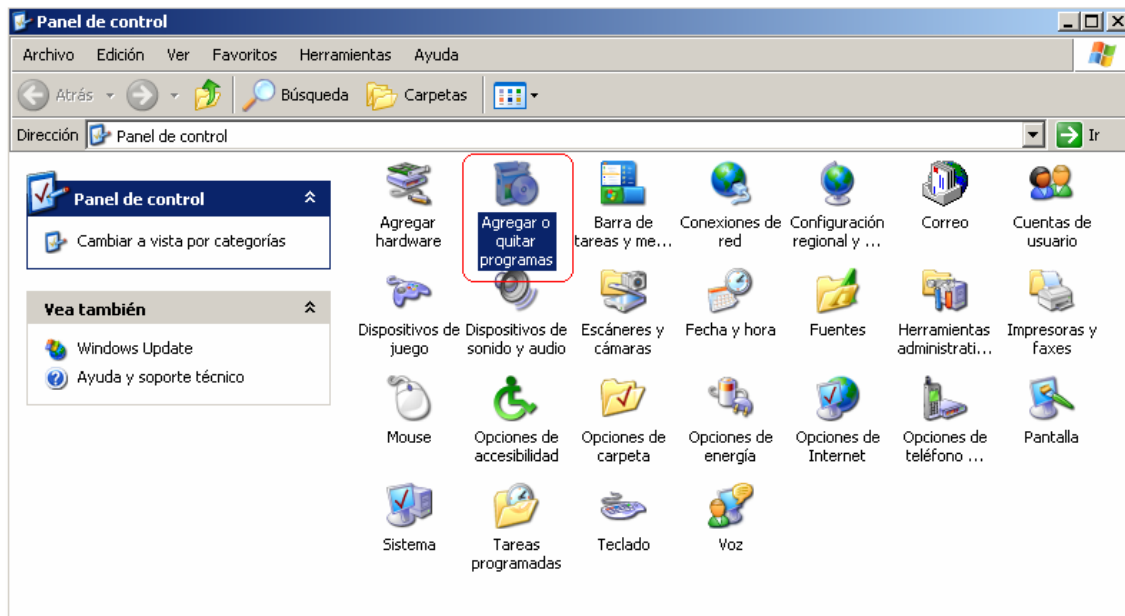 Panel de control
Archivo Edición Ver Favoritos Herramientas Ayuda
Atrás Búsqueda Carpetas
Dirección Panel de control Ir
Panel de control
Cambiar a vista por categorías
Vea también
Windows Update
Ayuda y soporte técnico
Agregar
hardware
Agregar o
quitar
programas
Barra de
tareas y me...
Conexiones de
red
Configuración
regional y ...
Correo
Cuentas de
usuario
Dispositivos de
juego
Dispositivos de
sonido y audio
Escáneres y
cámaras
Fecha y hora
Fuentes
Herramientas
administrati...
Impresoras y
faxes
Mouse
Opciones de
accesibilidad
Opciones de
carpeta
Opciones de
energía
Opciones de
Internet
Opciones de
teléfono ...
Pantalla
Sistema
Tareas
programadas
Teclado
Voz